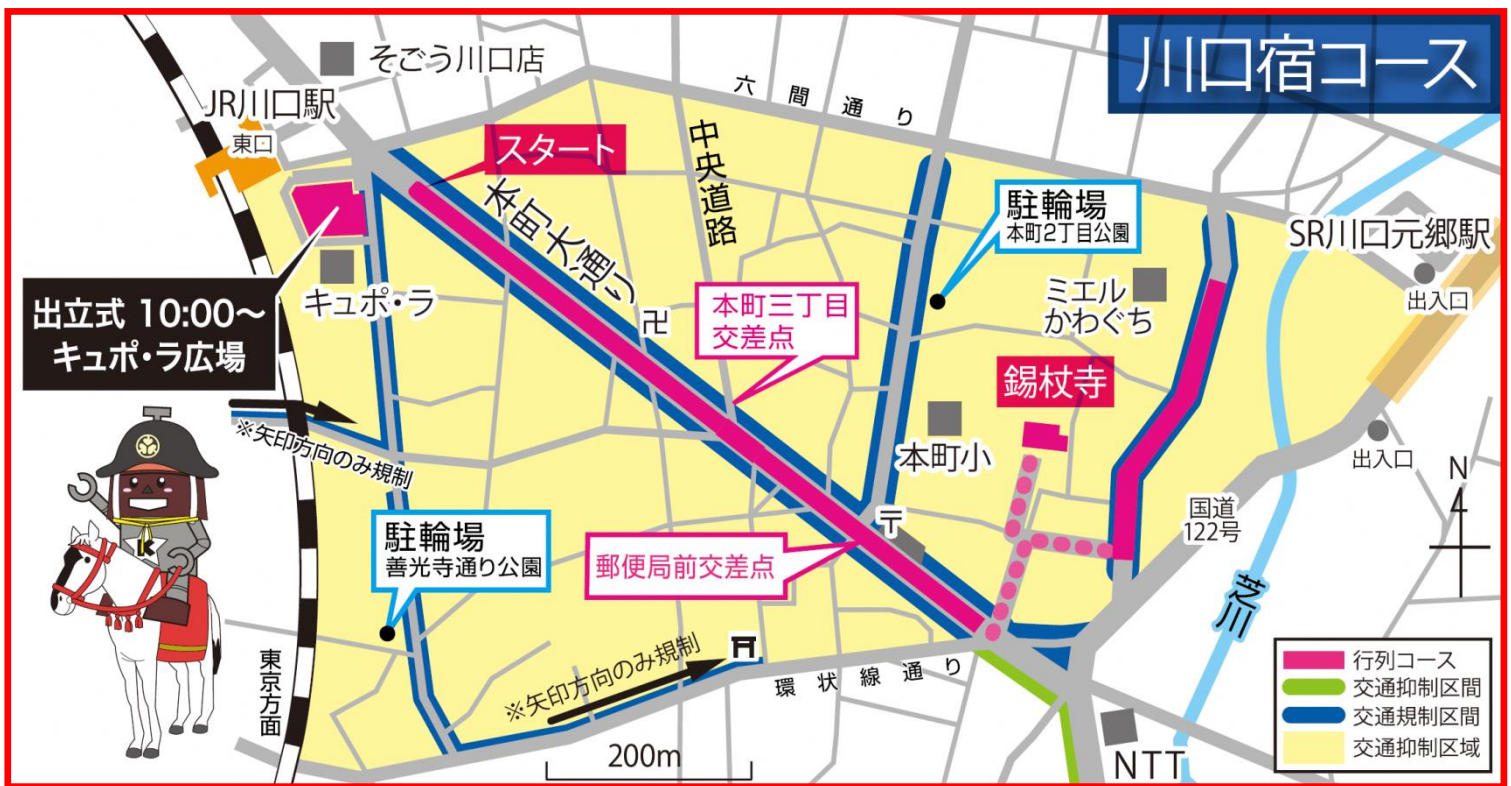 川口宿コース
そごう川口店
JR川口駅
東口
六間通り
スタート
中央道路
本町大通り
駐輪場
本町2丁目公園
SR川口元郷駅
出入口
キュポ・ラ
出立式 10:00〜
キュポ・ラ広場
卍
本町三丁目
交差点
ミエル
かわぐち
錫杖寺
※矢印方向のみ規制
本町小
出入口
N
4
国道
122号
駐輪場
善光寺通り公園
〒
郵便局前交差点
芝川
K
東京方面
※矢印方向のみ規制
環状線通り
200m
NTT
行列コース
交通抑制区間
交通規制区間
交通抑制区域